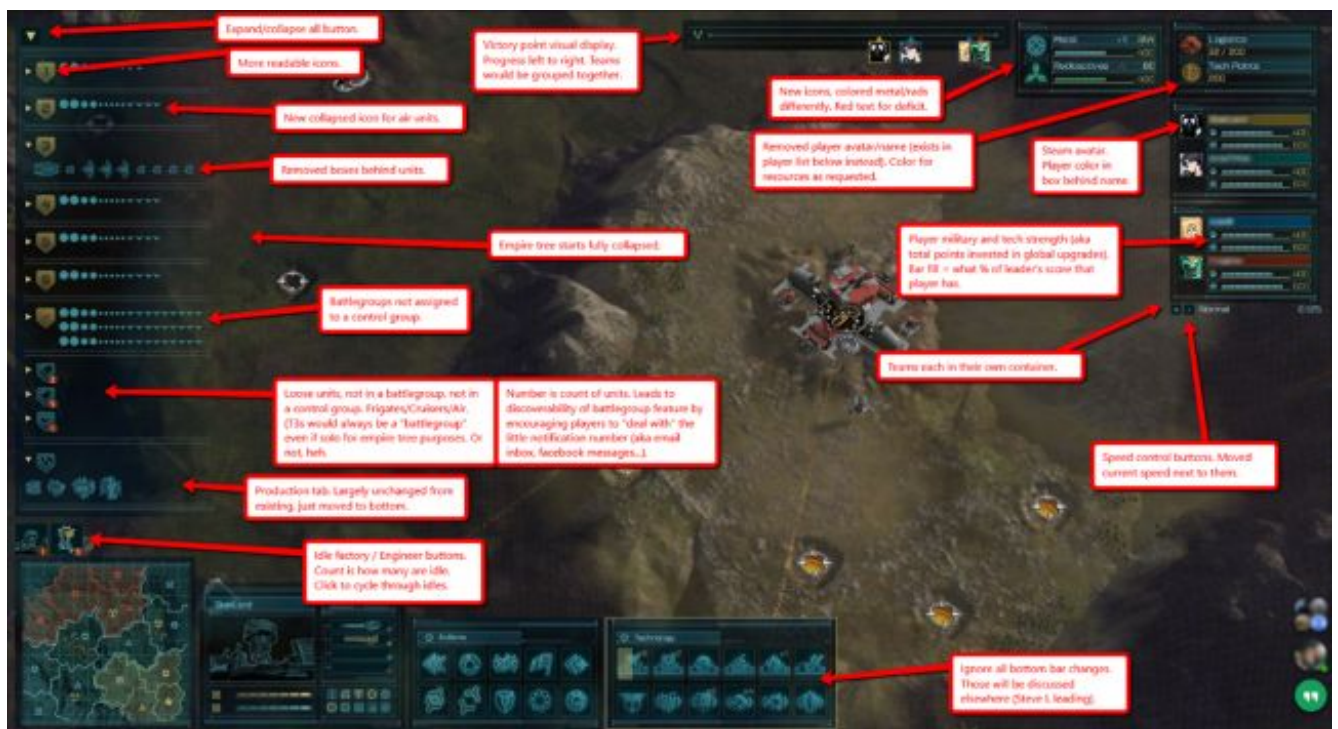 Expand/collapse all button.
More readable icons.
New collapsed icon for air units.
Removed boxes behind units.
Empire tree starts fully collapsed.
Battlegroups not assigned
to a control group.
Loose units, not in a battlegroup, not in
a control group. Frigates/Cruisers/Air.
(T3s would always be a "battlegroup"
even if solo for empire tree purposes. Or
not, heh.
Number is count of units. Leads to
discoverability of battlegroup feature by
encouraging players to "deal with" the
little notification number (aka email
inbox, facebook messages...).
Production tab. Largely unchanged from
existing, just moved to bottom.
Idle factory / Engineer buttons.
Count is how many are idle.
Click to cycle through idles.
Victory point visual display.
Progress left to right. Teams
would be grouped together.
New icons, colored metal/rads
differently. Red text for deficit.
Removed player avatar/name (exists in
player list below instead). Color for
resources as requested.
Steam avatar.
Player color in
box behind name.
Player military and tech strength (aka
total points invested in global upgrades).
Bar fill = what % of leader's score that
player has.
Teams each in their own container.
Speed control buttons. Moved
current speed next to them.
Ignore all bottom bar changes.
Those will be discussed
elsewhere (Steve L leading).
Metal
Radioactives
Logistics
Tech Points
Normal
Actions
Technology